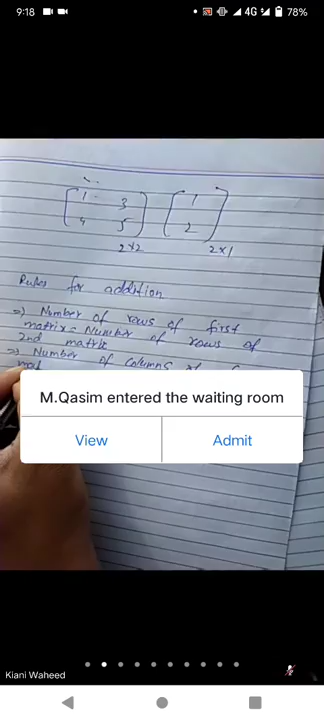 9:18 4G 78%
1 3 1
4 5 2
2×2 2×1
Rules for addition
=> Number of rows of first
matrix = Number of rows of
2nd matrix
=> Number of columns of
M.Qasim entered the waiting room
View Admit
Kiani Waheed